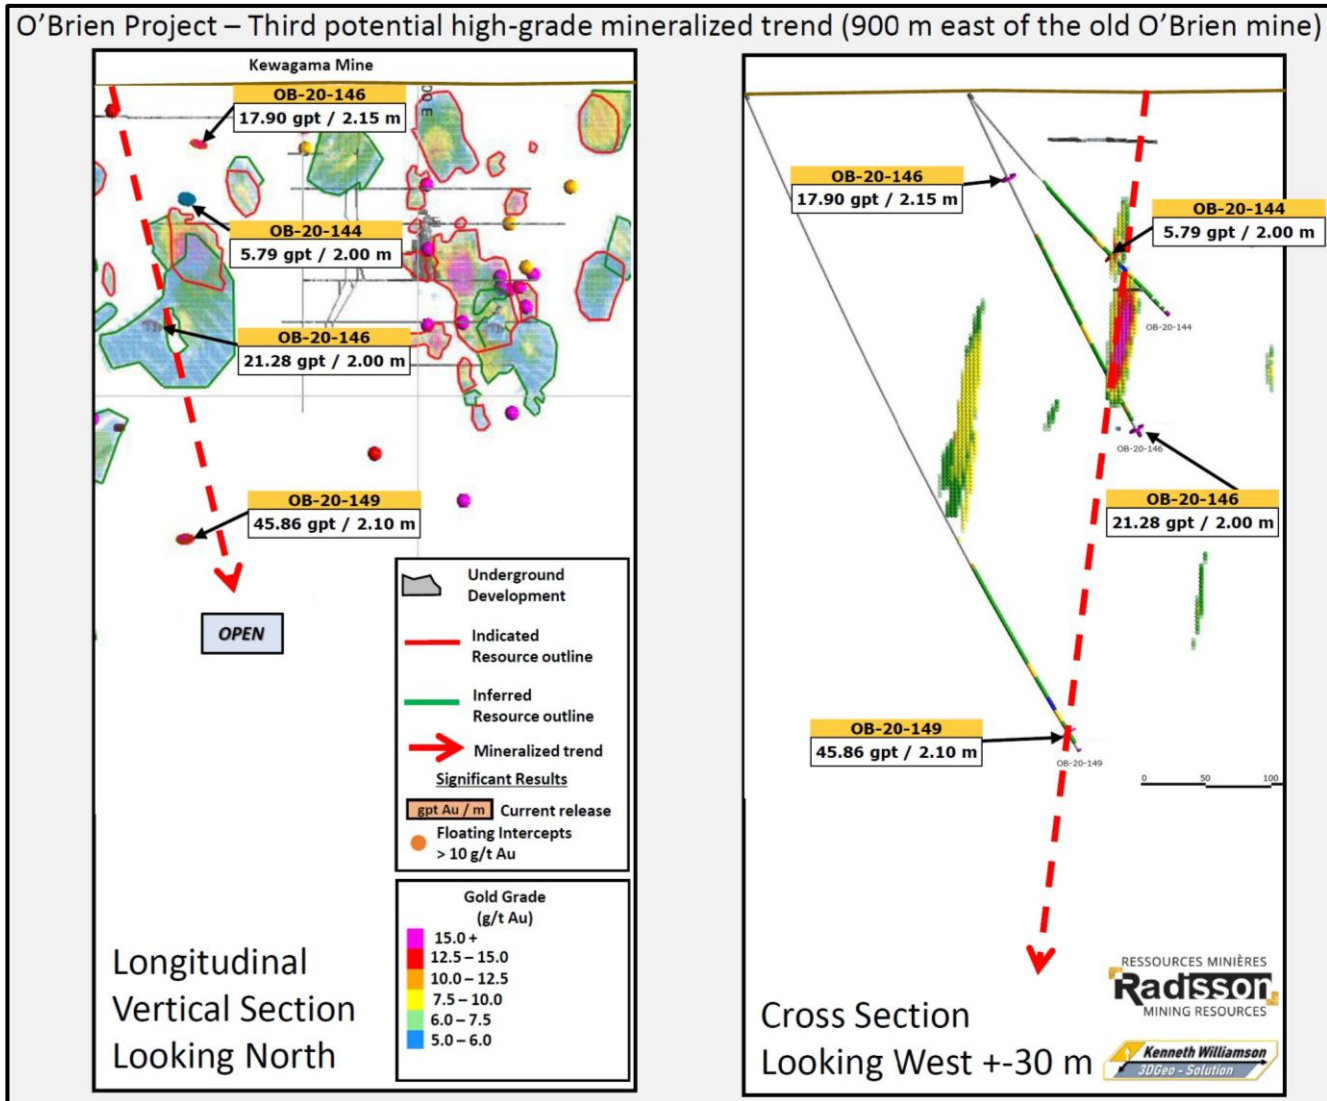 O'Brien Project – Third potential high-grade mineralized trend (900 m east of the old O'Brien mine)
Kewagama Mine
OB-20-146
17.90 gpt / 2.15 m
OB-20-144
5.79 gpt / 2.00 m
OB-20-146
21.28 gpt / 2.00 m
OB-20-149
45.86 gpt / 2.10 m
OPEN
Underground
Development
Indicated
Resource outline
Inferred
Resource outline
Mineralized trend
Significant Results
gpt Au / m Current release
Floating Intercepts
> 10 g/t Au
Gold Grade
(g/t Au)
15.0 +
12.5 – 15.0
10.0 – 12.5
7.5 – 10.0
6.0 – 7.5
5.0 – 6.0
Longitudinal
Vertical Section
Looking North
OB-20-146
17.90 gpt / 2.15 m
OB-20-144
5.79 gpt / 2.00 m
OB-20-144
OB-20-146
OB-20-146
21.28 gpt / 2.00 m
OB-20-149
45.86 gpt / 2.10 m
OB-20-149
0 50 100
RESSOURCES MINIÈRES
Radisson
MINING RESOURCES
Cross Section
Looking West +-30 m
Kenneth Williamson
3DGeo - Solution